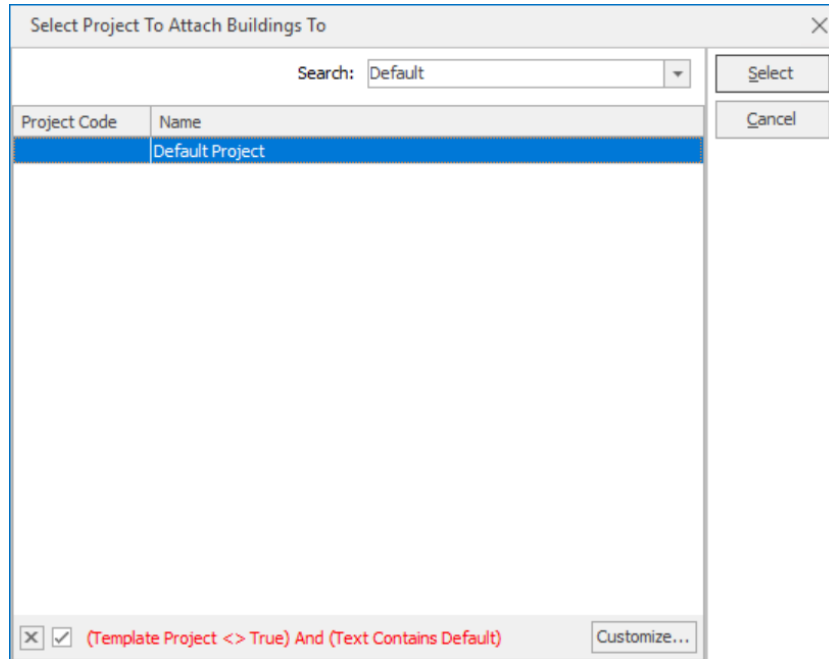 Select Project To Attach Buildings To
Search: Default
Select
Cancel
Project Code Name
Default Project
(Template Project <> True) And (Text Contains Default)
Customize...